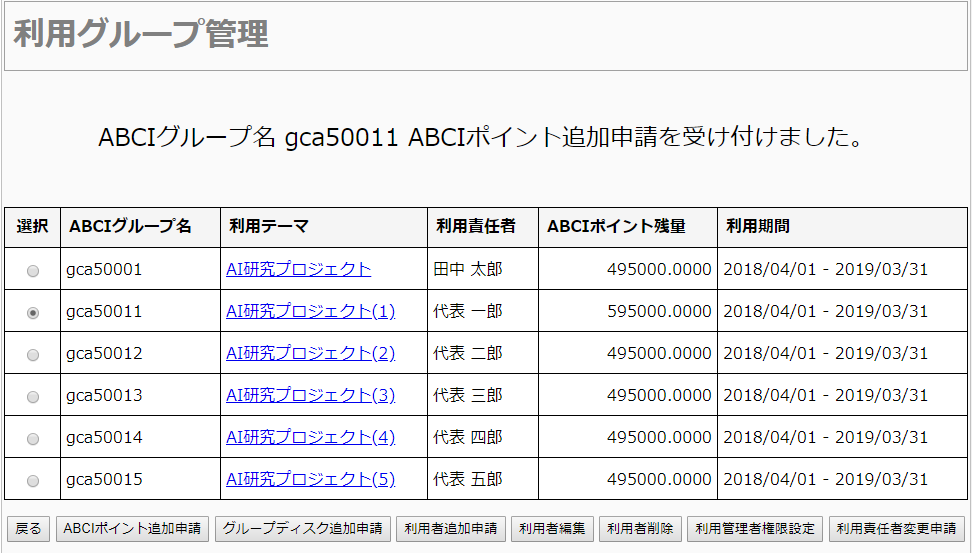 利用グループ管理
ABCIグループ名 gca50011 ABCIポイント追加申請を受け付けました。
選択 ABCIグループ名 利用テーマ 利用責任者 ABCIポイント残量 利用期間
gca50001 AI研究プロジェクト 田中 太郎 495000.0000 2018/04/01 - 2019/03/31
gca50011 AI研究プロジェクト(1) 代表 一郎 595000.0000 2018/04/01 - 2019/03/31
gca50012 AI研究プロジェクト(2) 代表 二郎 495000.0000 2018/04/01 - 2019/03/31
gca50013 AI研究プロジェクト(3) 代表 三郎 495000.0000 2018/04/01 - 2019/03/31
gca50014 AI研究プロジェクト(4) 代表 四郎 495000.0000 2018/04/01 - 2019/03/31
gca50015 AI研究プロジェクト(5) 代表 五郎 495000.0000 2018/04/01 - 2019/03/31
戻る ABCIポイント追加申請 グループディスク追加申請 利用者追加申請 利用者編集 利用者削除 利用管理者権限設定 利用責任者変更申請